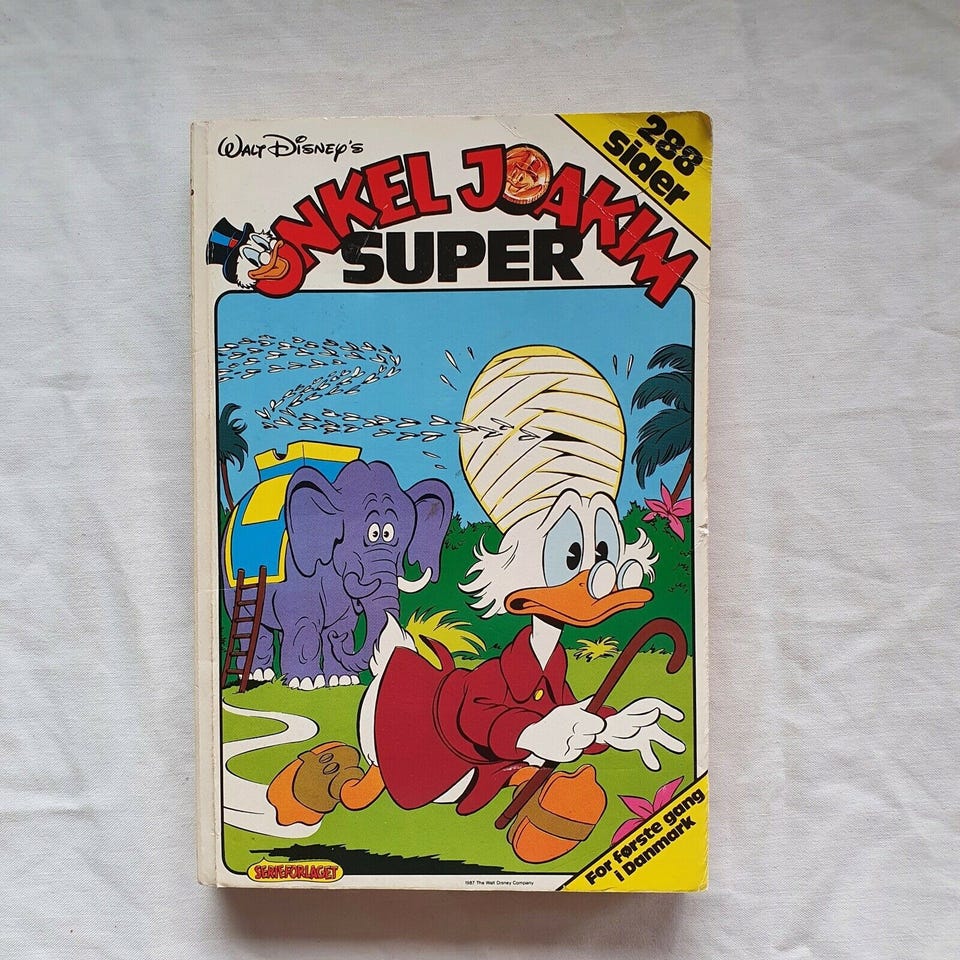 WALT DISNEY'S
288
sider
ONKEL JOAKIM
SUPER
For første gang
i Danmark
SERIEFORLAGET
1987 The Walt Disney Company